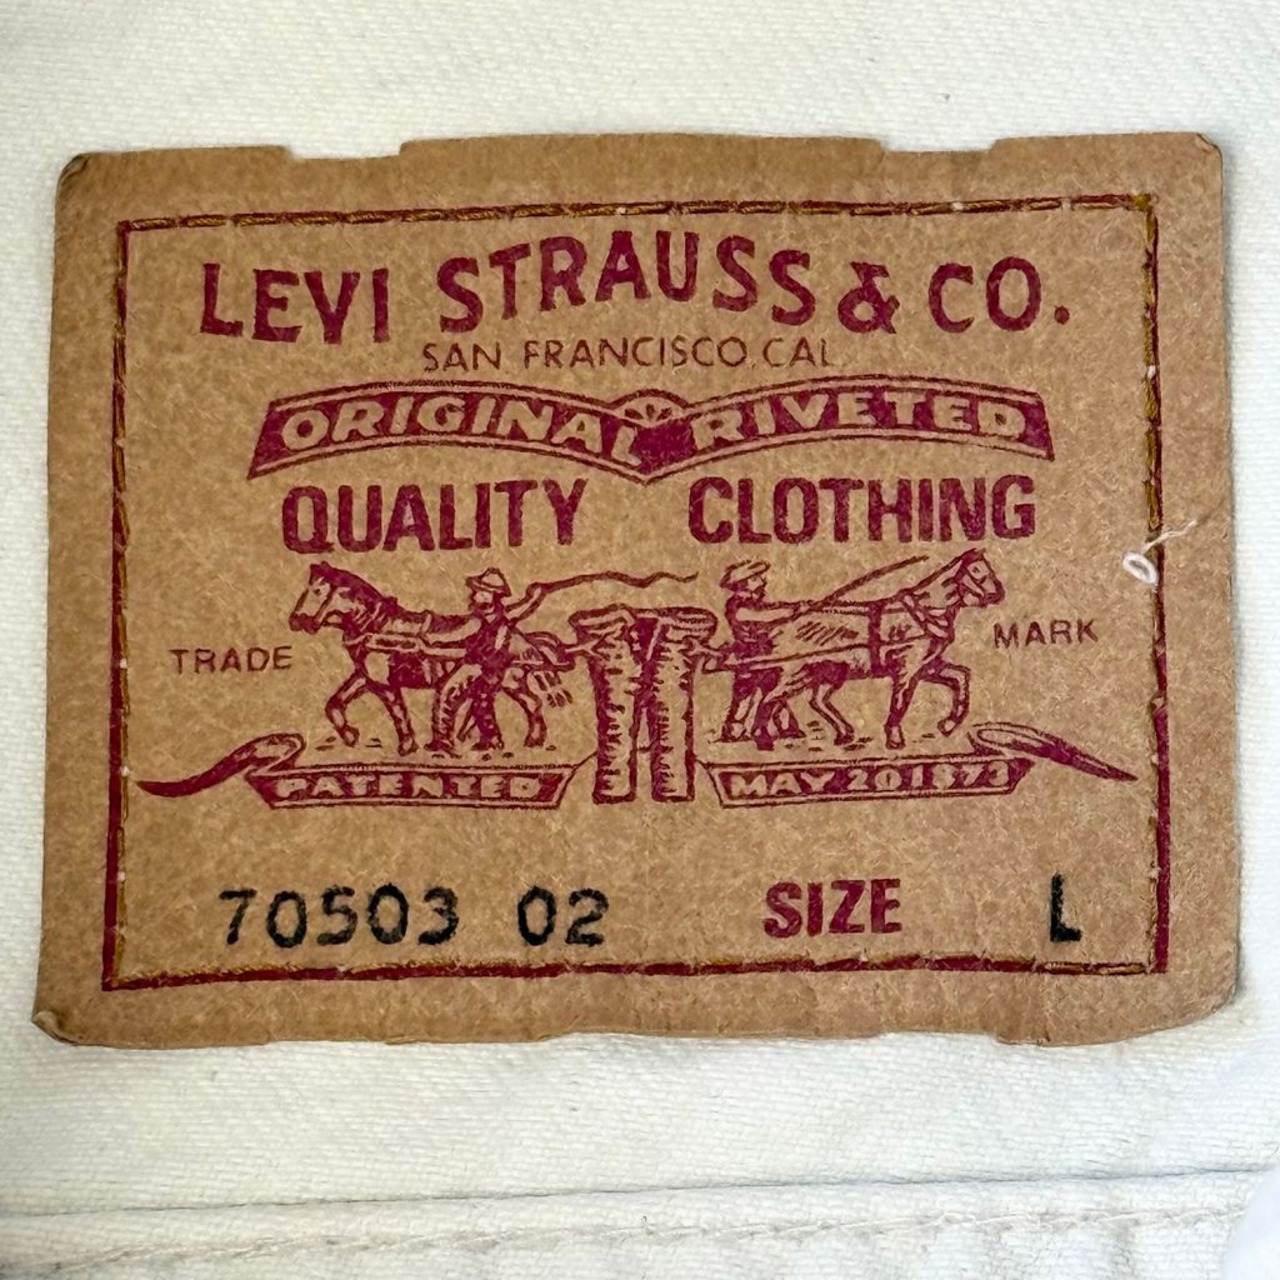 LEVI STRAUSS & CO.
SAN FRANCISCO, CAL.
ORIGINAL RIVETED
QUALITY CLOTHING
TRADE MARK
PATENTED MAY 20 1873
70503 02 SIZE L